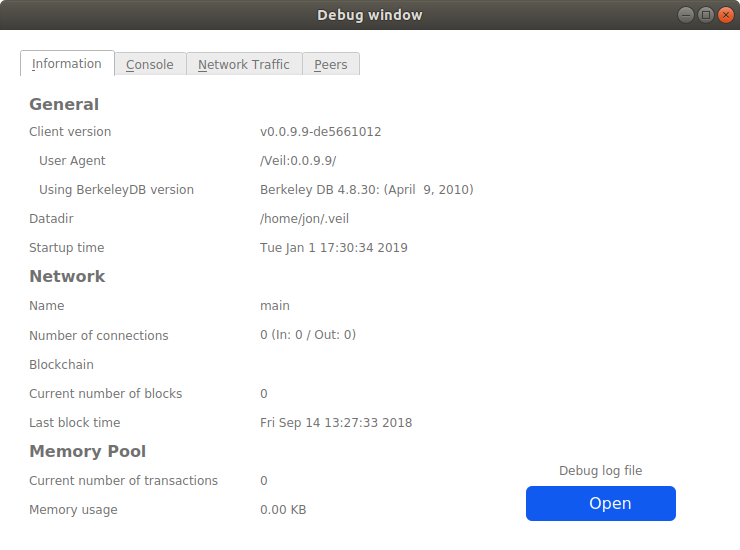 Debug window
Information Console Network Traffic Peers
General
Client version v0.0.9.9-de5661012
User Agent /Veil:0.0.9.9/
Using BerkeleyDB version Berkeley DB 4.8.30: (April  9, 2010)
Datadir /home/jon/.veil
Startup time Tue Jan 1 17:30:34 2019
Network
Name main
Number of connections 0 (In: 0 / Out: 0)
Blockchain
Current number of blocks 0
Last block time Fri Sep 14 13:27:33 2018
Memory Pool
Debug log file
Current number of transactions 0
Open
Memory usage 0.00 KB